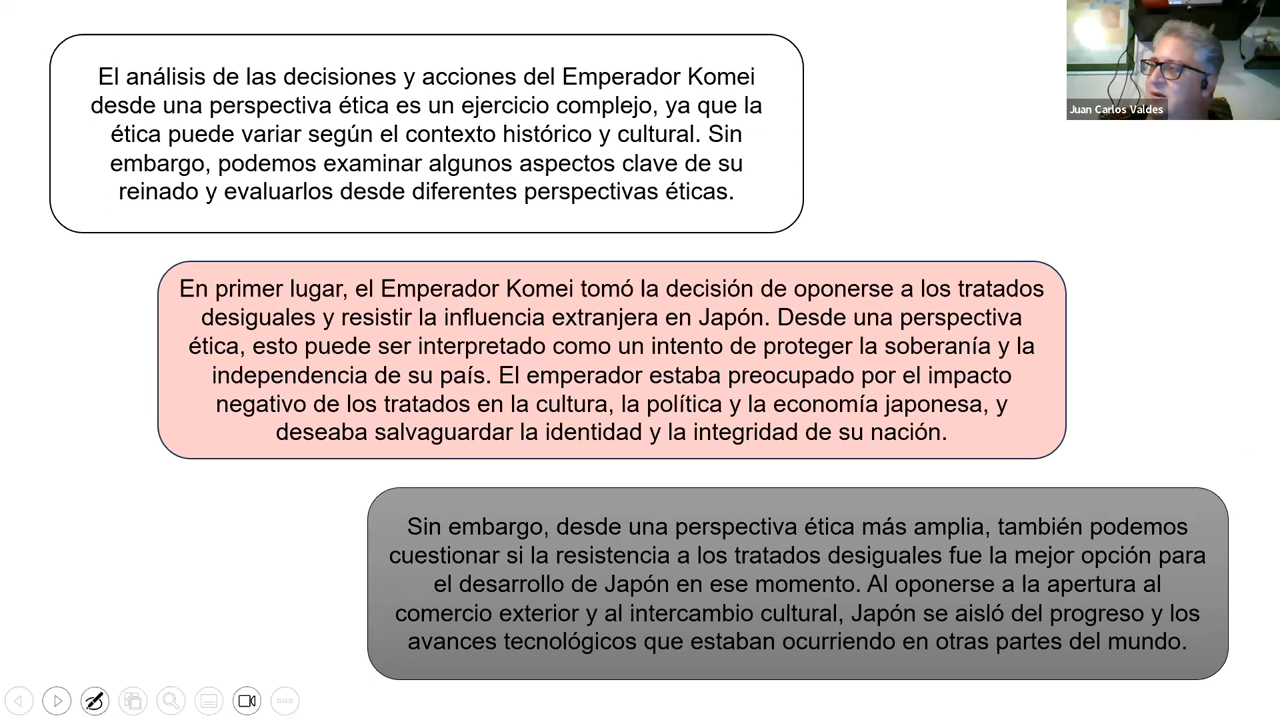 El análisis de las decisiones y acciones del Emperador Komei
desde una perspectiva ética es un ejercicio complejo, ya que la
ética puede variar según el contexto histórico y cultural. Sin
embargo, podemos examinar algunos aspectos clave de su
reinado y evaluarlos desde diferentes perspectivas éticas.
Juan Carlos Valdes
En primer lugar, el Emperador Komei tomó la decisión de oponerse a los tratados
desiguales y resistir la influencia extranjera en Japón. Desde una perspectiva
ética, esto puede ser interpretado como un intento de proteger la soberanía y la
independencia de su país. El emperador estaba preocupado por el impacto
negativo de los tratados en la cultura, la política y la economía japonesa, y
deseaba salvaguardar la identidad y la integridad de su nación.
Sin embargo, desde una perspectiva ética más amplia, también podemos
cuestionar si la resistencia a los tratados desiguales fue la mejor opción para
el desarrollo de Japón en ese momento. Al oponerse a la apertura al
comercio exterior y al intercambio cultural, Japón se aisló del progreso y los
avances tecnológicos que estaban ocurriendo en otras partes del mundo.